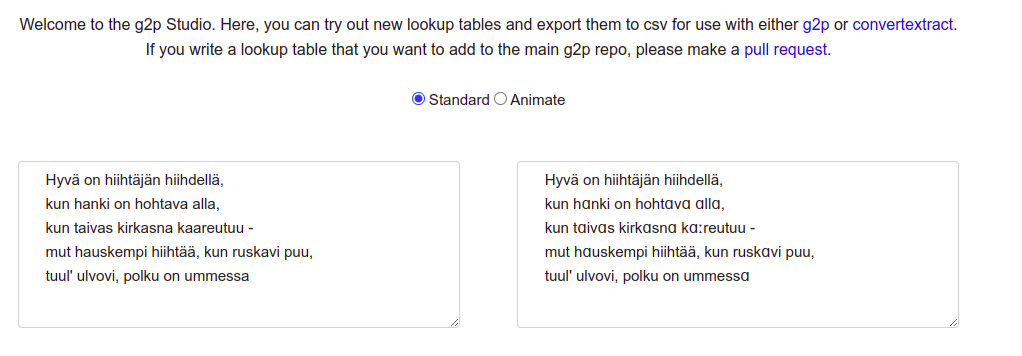 Welcome to the g2p Studio. Here, you can try out new lookup tables and export them to csv for use with either g2p or convertextract.
If you write a lookup table that you want to add to the main g2p repo, please make a pull request.
Standard Animate
Hyvä on hiihtäjän hiihdellä,
kun hanki on hohtava alla,
kun taivas kirkasna kaareutuu -
mut hauskempi hiihtää, kun ruskavi puu,
tuul' ulvovi, polku on ummessa
Hyvä on hiihtäjän hiihdellä,
kun hɑnki on hohtɑvɑ ɑllɑ,
kun tɑivɑs kirkɑsnɑ kɑːreutuu -
mut hɑuskempi hiihtää, kun ruskɑvi puu,
tuul' ulvovi, polku on ummessɑ